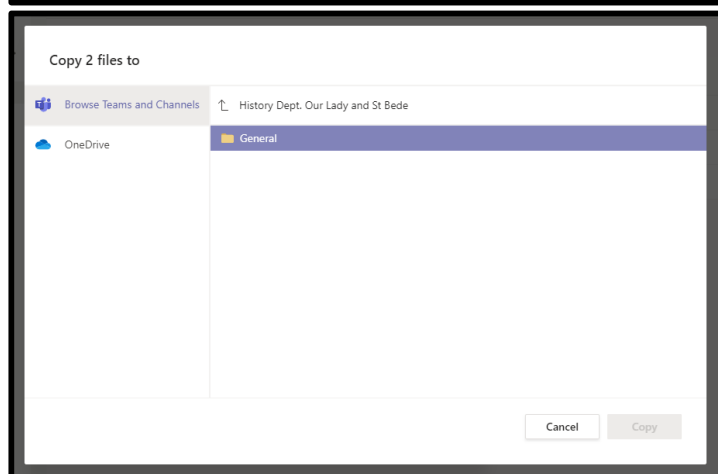 Copy 2 files to
Browse Teams and Channels
History Dept. Our Lady and St Bede
OneDrive
General
Cancel
Copy